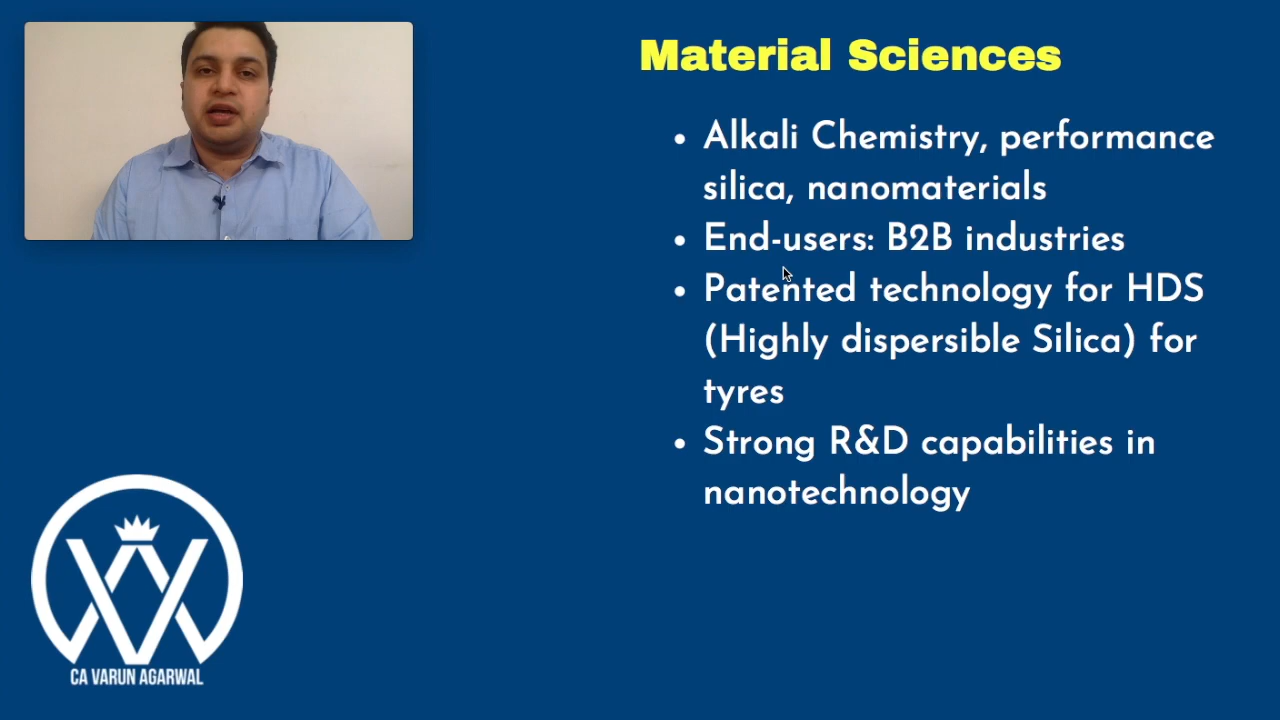 Material Sciences
• Alkali Chemistry, performance
silica, nanomaterials
• End-users: B2B industries
• Patented technology for HDS
(Highly dispersible Silica) for
tyres
• Strong R&D capabilities in
nanotechnology
CA VARUN AGARWAL